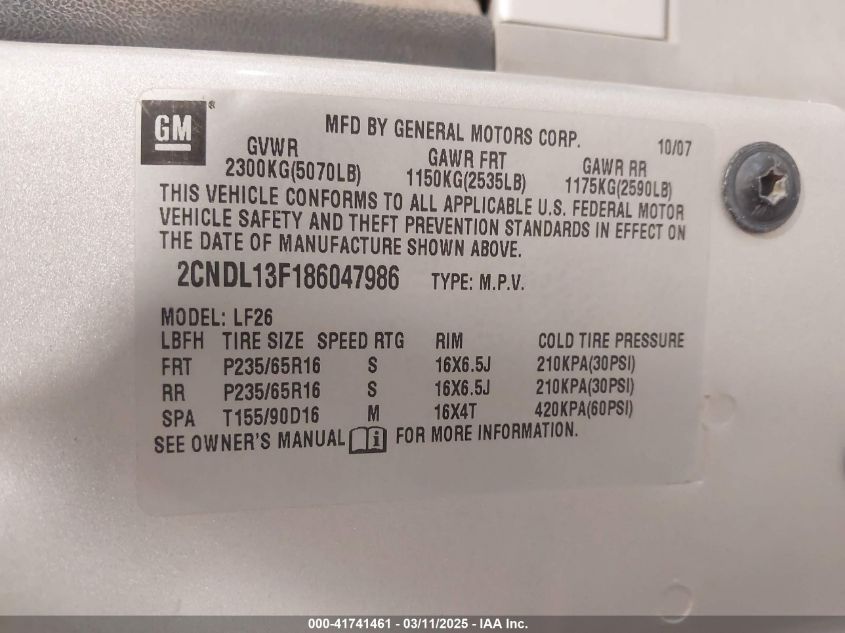 GM®
MFD BY GENERAL MOTORS CORP. 10/07
GVWR GAWR FRT GAWR RR
2300KG(5070LB) 1150KG(2535LB) 1175KG(2590LB)
THIS VEHICLE CONFORMS TO ALL APPLICABLE U.S. FEDERAL MOTOR
VEHICLE SAFETY AND THEFT PREVENTION STANDARDS IN EFFECT ON
THE DATE OF MANUFACTURE SHOWN ABOVE.
2CNDL13F186047986 TYPE: M.P.V.
MODEL: LF26
LBFH TIRE SIZE SPEED RTG RIM COLD TIRE PRESSURE
FRT P235/65R16 S 16X6.5J 210KPA(30PSI)
RR P235/65R16 S 16X6.5J 210KPA(30PSI)
SPA T155/90D16 M 16X4T 420KPA(60PSI)
SEE OWNER'S MANUAL i FOR MORE INFORMATION.
000-41741461 - 03/11/2025 - IAA Inc.